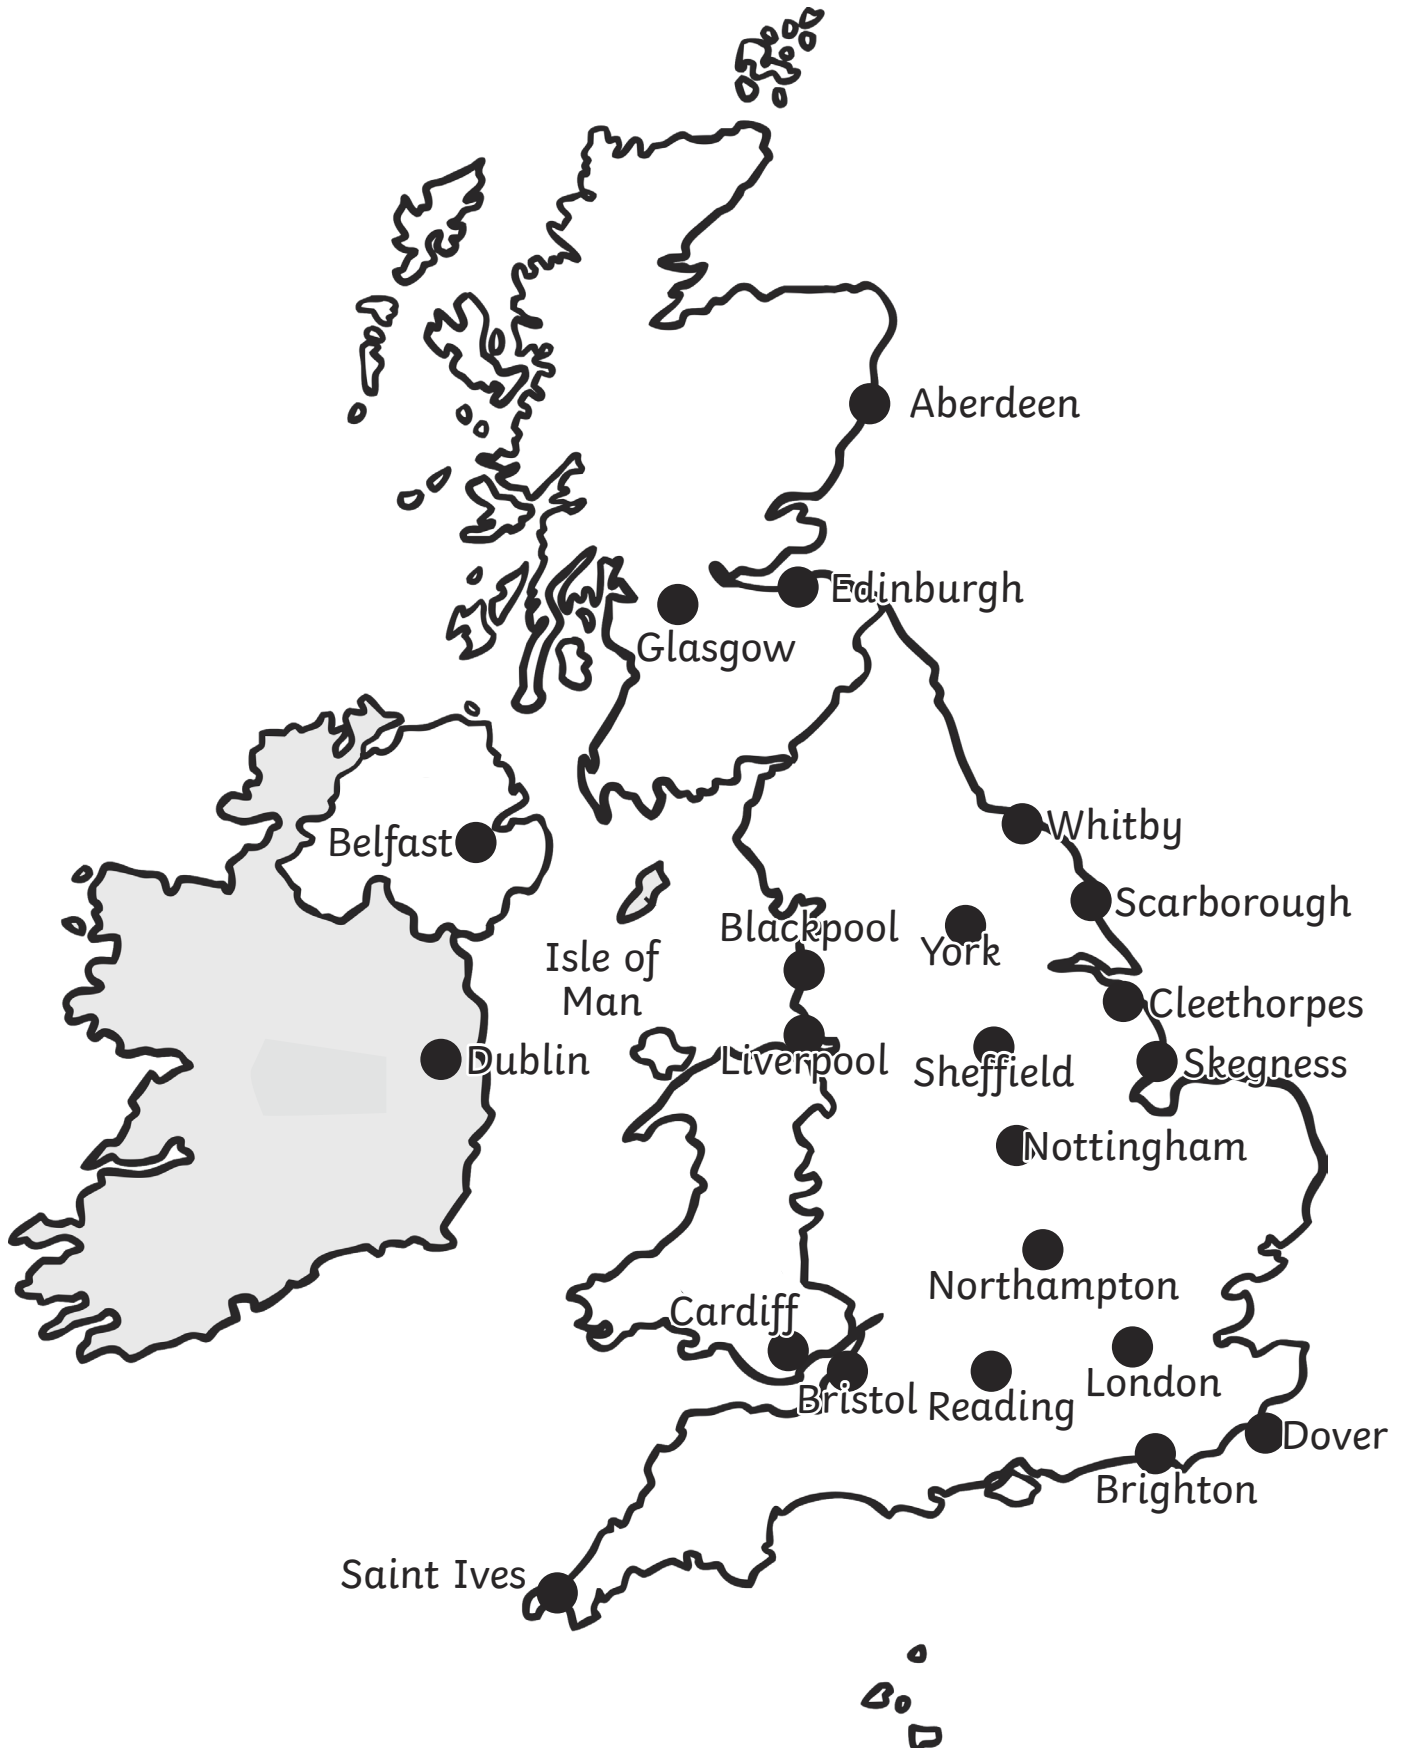 Aberdeen
Edinburgh
Glasgow
Whitby
Belfast
Scarborough
Blackpool
York
Isle of
Man
Cleethorpes
Dublin
Liverpool
Sheffield
Skegness
Nottingham
Northampton
Cardiff
London
Bristol
Reading
Dover
Brighton
Saint Ives